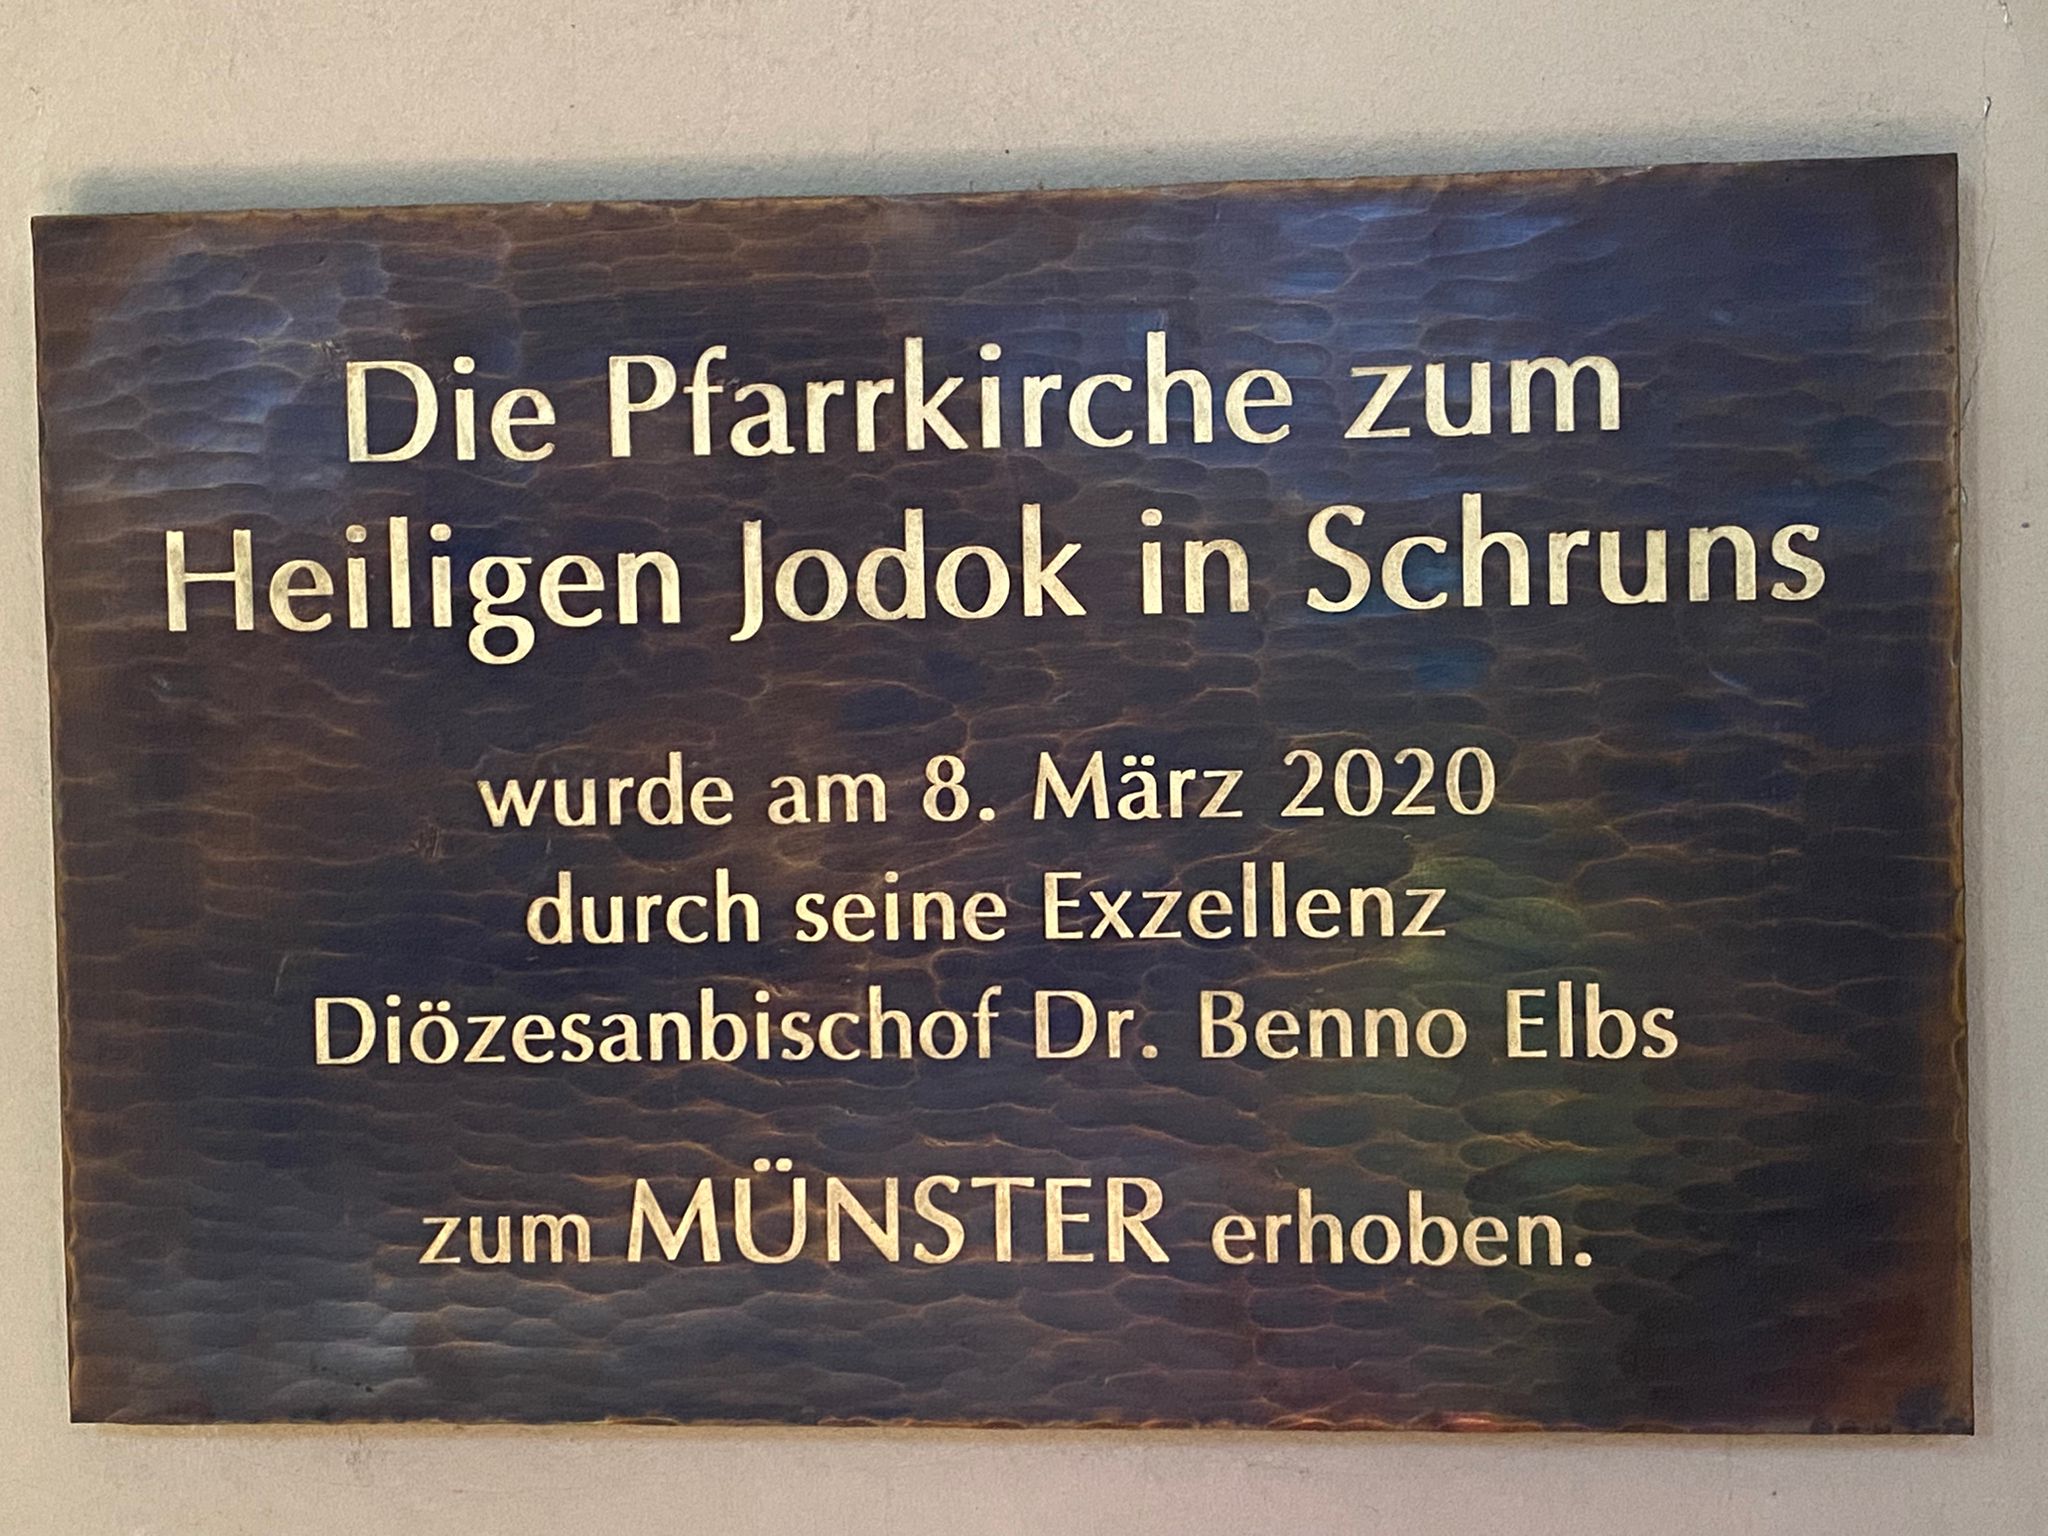 Die Pfarrkirche zum
Heiligen Jodok in Schruns
wurde am 8. März 2020
durch seine Exzellenz
Diözesanbischof Dr. Benno Elbs
zum MÜNSTER erhoben.